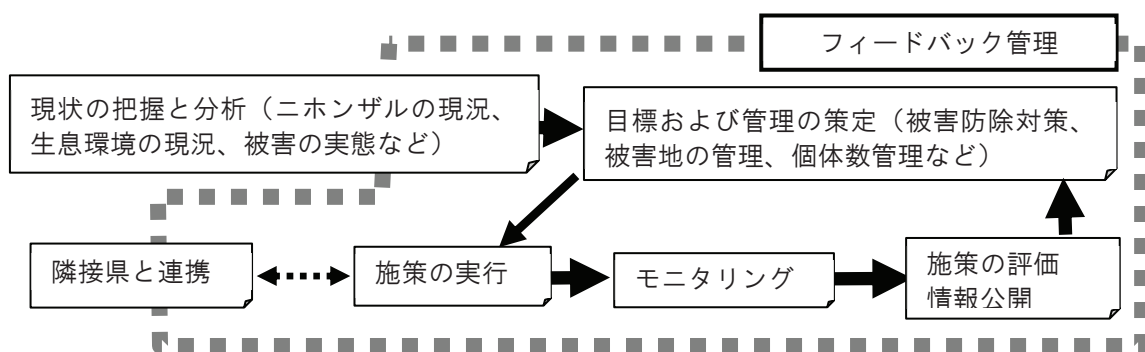 フィードバック管理
現状の把握と分析（ニホンザルの現況、
生息環境の現況、被害の実態など）
目標および管理の策定（被害防除対策、
被害地の管理、個体数管理など）
隣接県と連携
施策の実行
モニタリング
施策の評価
情報公開